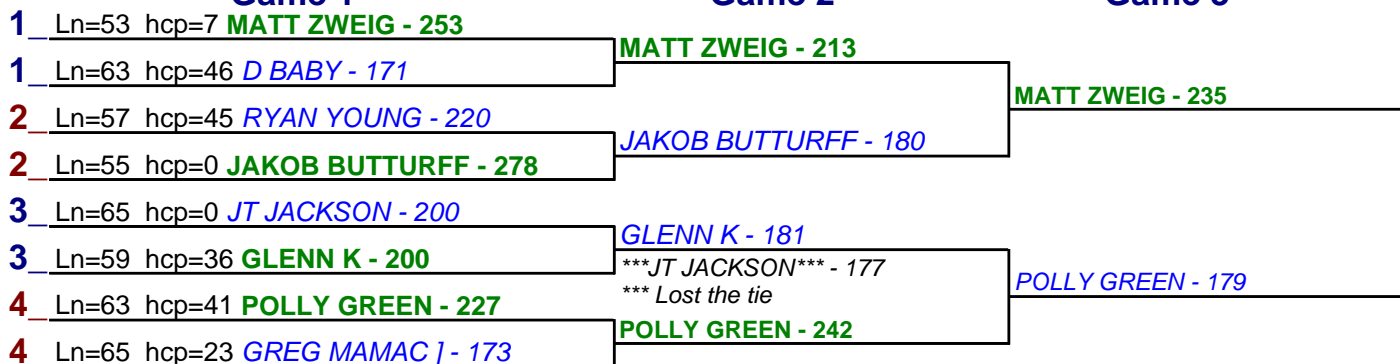 1_ Ln=53 hcp=7 MATT ZWEIG - 253
MATT ZWEIG - 213
1_ Ln=63 hcp=46 D BABY - 171
MATT ZWEIG - 235
2_ Ln=57 hcp=45 RYAN YOUNG - 220
JAKOB BUTTURFF - 180
2_ Ln=55 hcp=0 JAKOB BUTTURFF - 278
3_ Ln=65 hcp=0 JT JACKSON - 200
GLENN K - 181
3_ Ln=59 hcp=36 GLENN K - 200
***JT JACKSON*** - 177
*** Lost the tie
POLLY GREEN - 179
4_ Ln=63 hcp=41 POLLY GREEN - 227
POLLY GREEN - 242
4 Ln=65 hcp=23 GREG MAMAC ] - 173